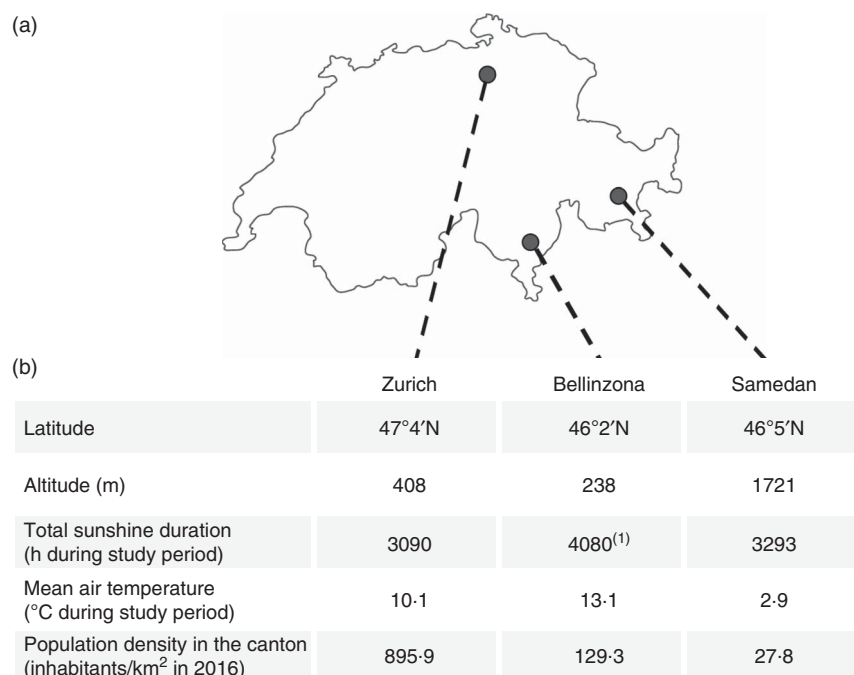 (a)
(b)
Zurich Bellinzona Samedan
Latitude 47°4′N 46°2′N 46°5′N
Altitude (m) 408 238 1721
Total sunshine duration
(h during study period) 3090 4080⁽¹⁾ 3293
Mean air temperature
(°C during study period) 10·1 13·1 2·9
Population density in the canton
(inhabitants/km² in 2016) 895·9 129·3 27·8